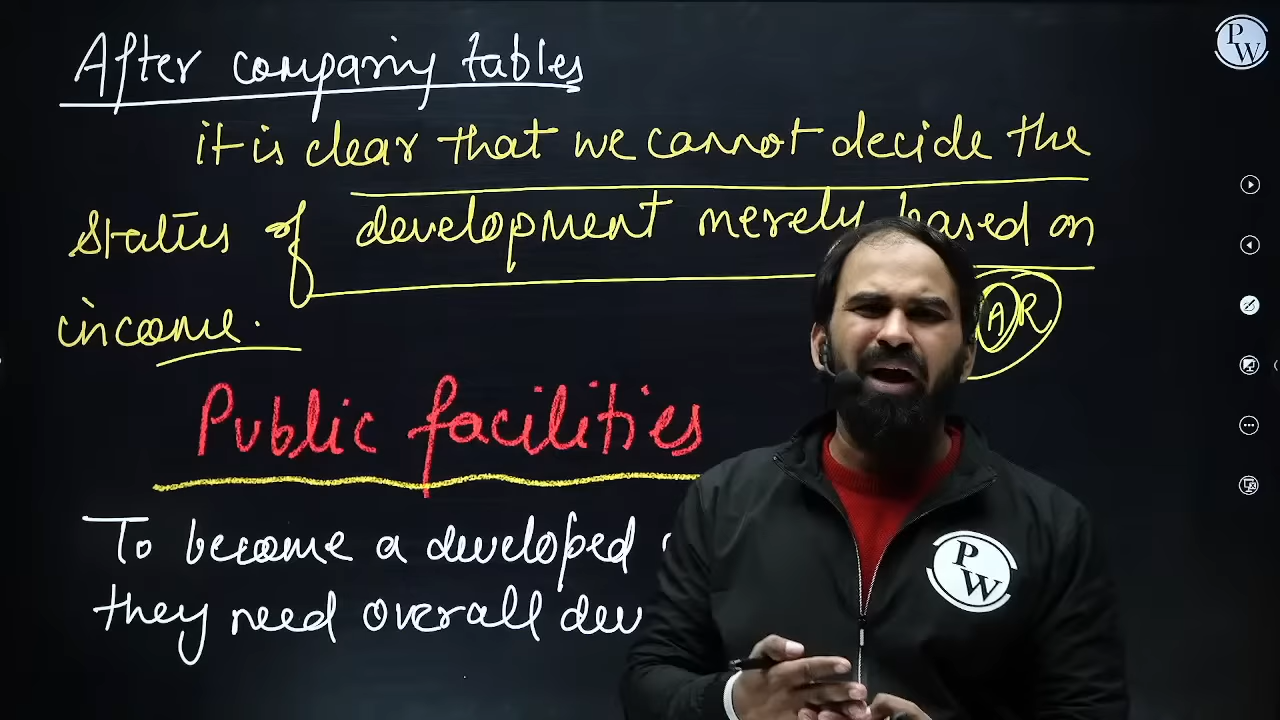 PW
After comparing tables
it is clear that we cannot decide the
status of development merely based on
income.
AR
Public facilities
To become a developed
they need overall dev
PW